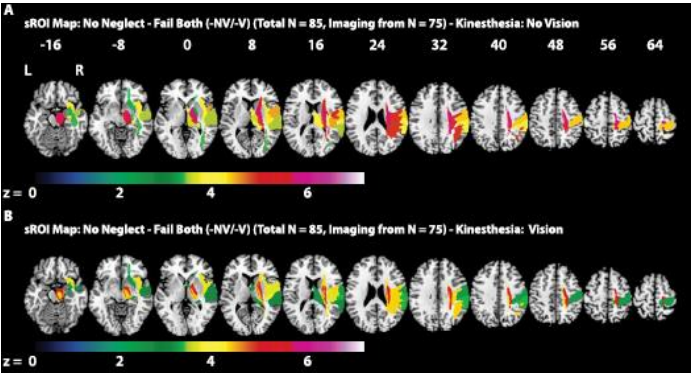 A
sROI Map: No Neglect - Fail Both (-NV/-V) (Total N = 85, Imaging from N = 75) - Kinesthesia: No Vision
-16 -8 0 8 16 24 32 40 48 56 64
L R
z = 0 2 4 6
B
sROI Map: No Neglect - Fail Both (-NV/-V) (Total N = 85, Imaging from N = 75) - Kinesthesia: Vision
z = 0 2 4 6